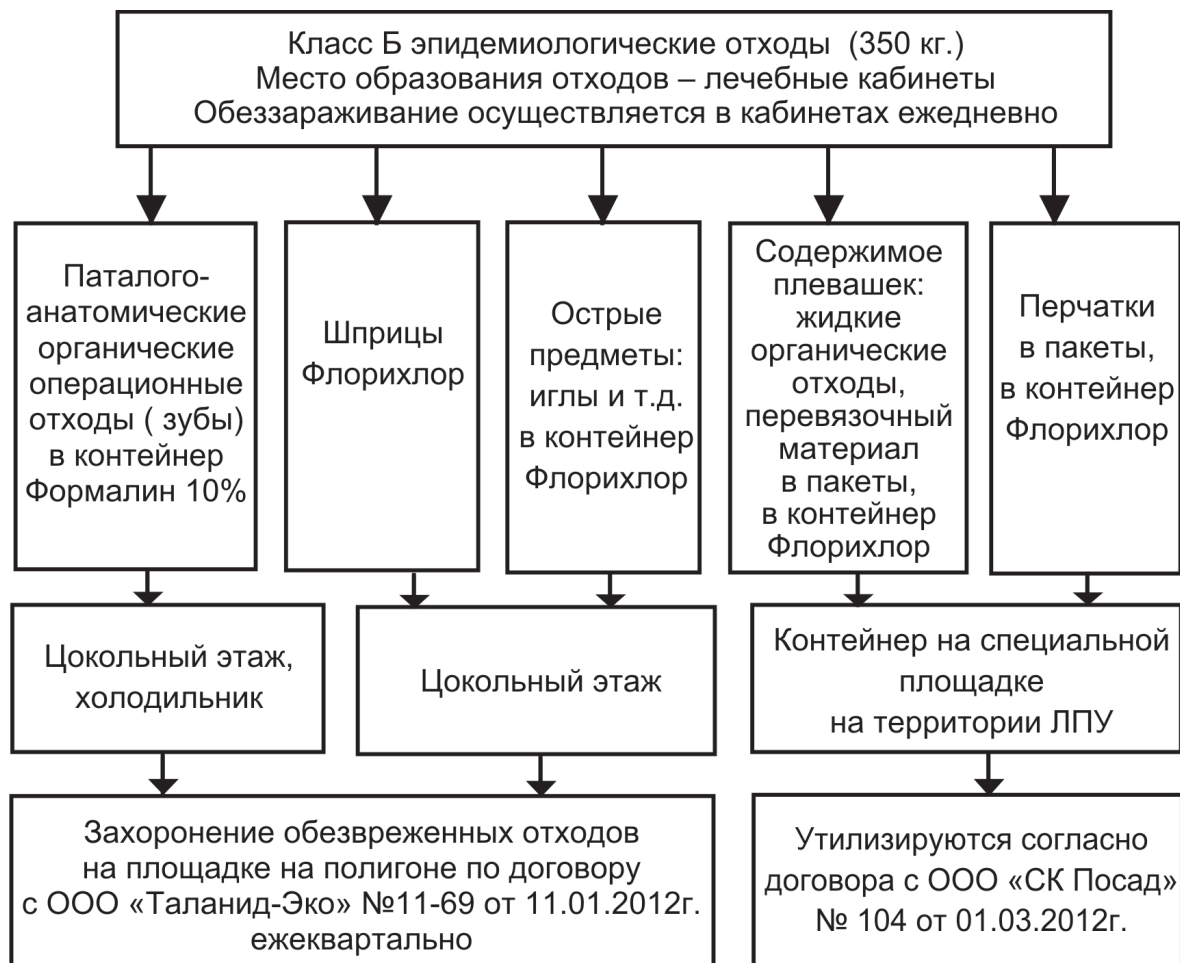 Класс Б эпидемиологические отходы (350 кг.)
Место образования отходов – лечебные кабинеты
Обеззараживание осуществляется в кабинетах ежедневно
Паталого-
анатомические
органические
операционные
отходы ( зубы)
в контейнер
Формалин 10%
Шприцы
Флорихлор
Острые
предметы:
иглы и т.д.
в контейнер
Флорихлор
Содержимое
плевашек:
жидкие
органические
отходы,
перевязочный
материал
в пакеты,
в контейнер
Флорихлор
Перчатки
в пакеты,
в контейнер
Флорихлор
Цокольный этаж,
холодильник
Цокольный этаж
Контейнер на специальной
площадке
на территории ЛПУ
Захоронение обезвреженных отходов
на площадке на полигоне по договору
с ООО «Таланид-Эко» №11-69 от 11.01.2012г.
ежеквартально
Утилизируются согласно
договора с ООО «СК Посад»
№ 104 от 01.03.2012г.